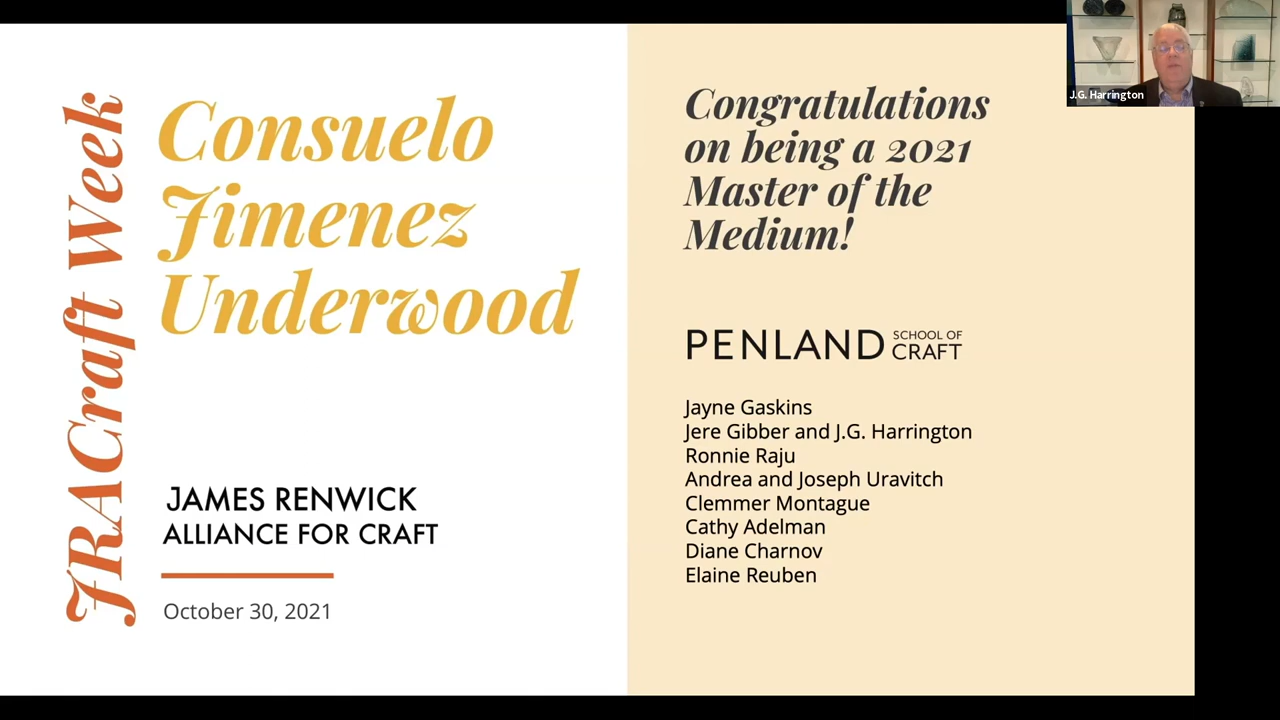 JRACraft Week
Consuelo
Jimenez
Underwood
JAMES RENWICK
ALLIANCE FOR CRAFT
October 30, 2021
Congratulations
on being a 2021
Master of the
Medium!
PENLAND SCHOOL OF CRAFT
Jayne Gaskins
Jere Gibber and J.G. Harrington
Ronnie Raju
Andrea and Joseph Uravitch
Clemmer Montague
Cathy Adelman
Diane Charnov
Elaine Reuben
J.G. Harrington